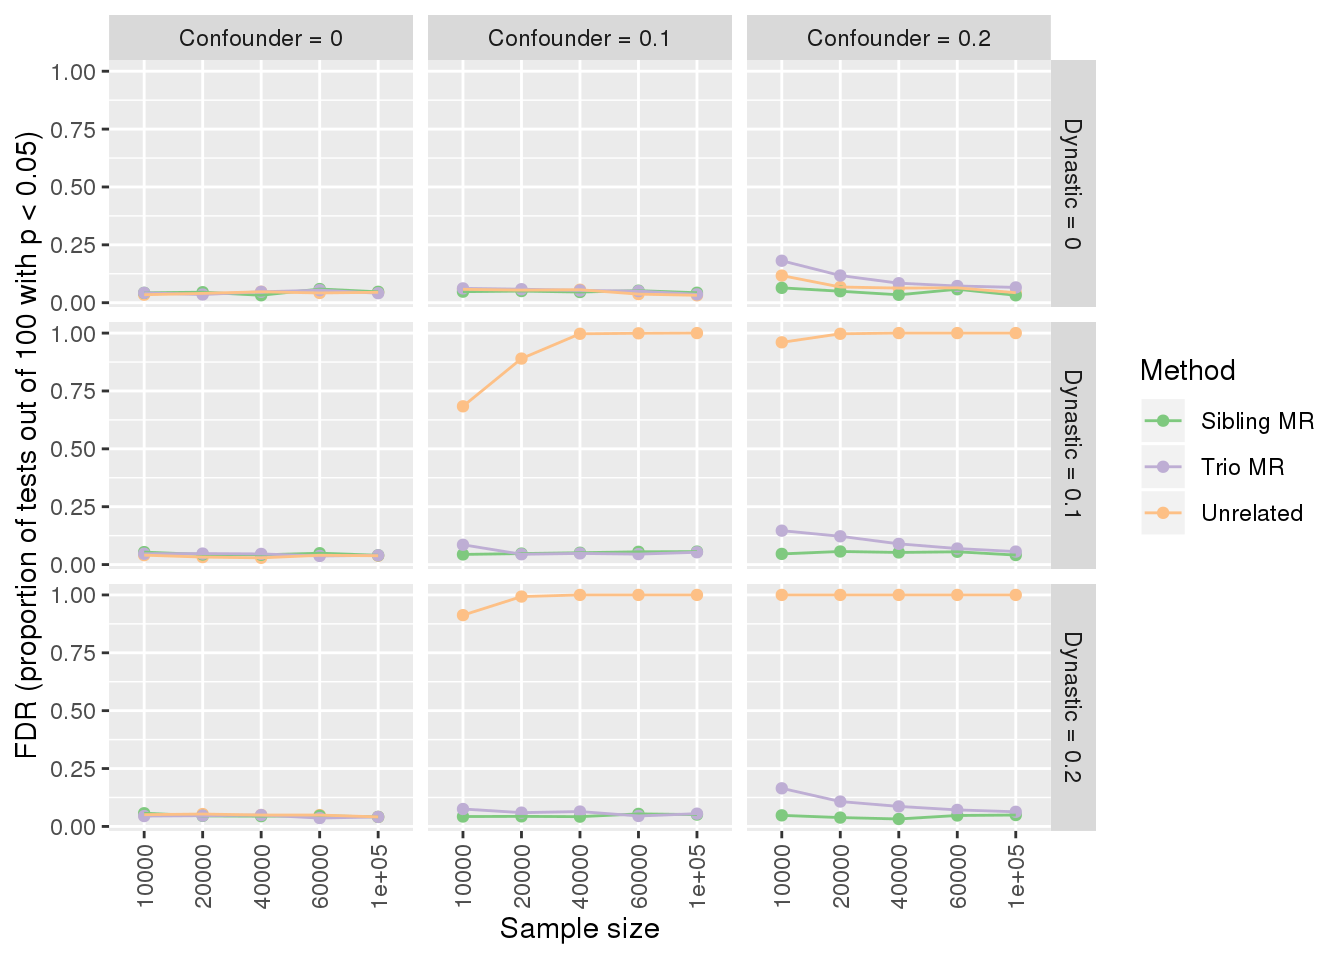 Confounder = 0
Confounder = 0.1
Confounder = 0.2
FDR (proportion of tests out of 100 with p < 0.05)
1.00
0.75
0.50
0.25
0.00
Dynastic = 0
1.00
0.75
0.50
0.25
0.00
Dynastic = 0.1
1.00
0.75
0.50
0.25
0.00
Dynastic = 0.2
10000
20000
40000
60000
1e+05
10000
20000
40000
60000
1e+05
10000
20000
40000
60000
1e+05
Sample size
Method
Sibling MR
Trio MR
Unrelated